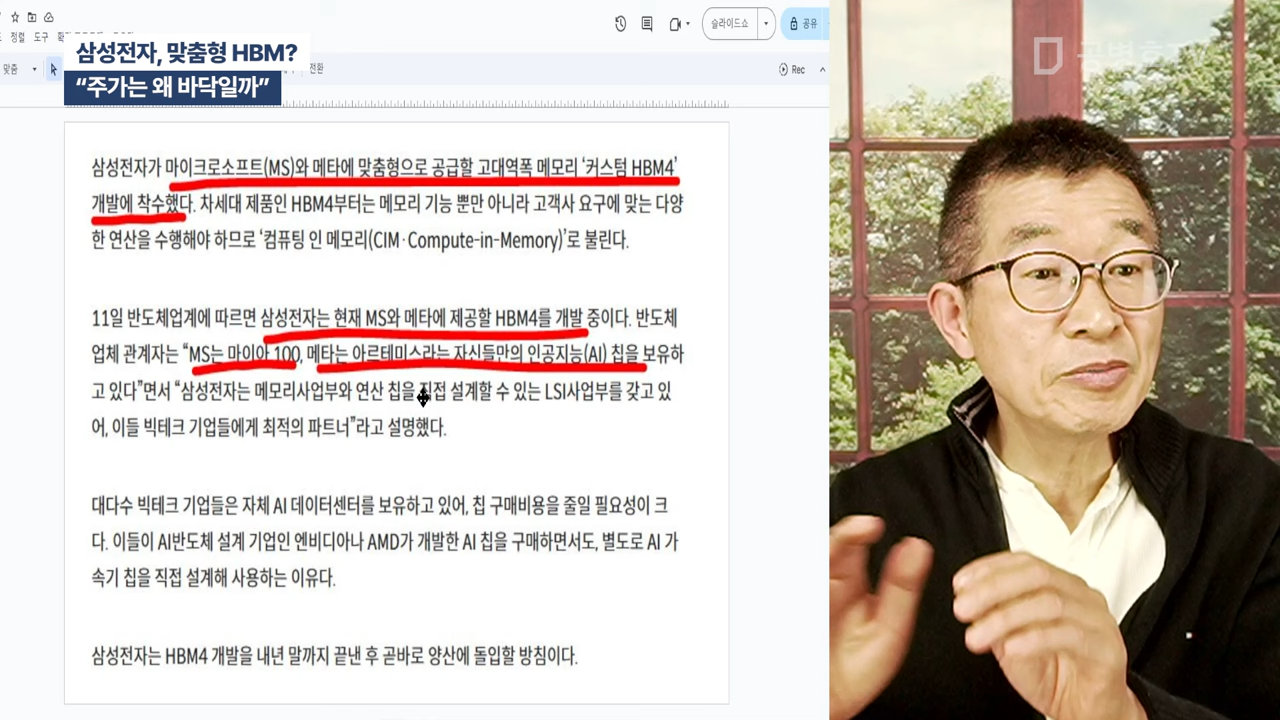 정렬 도구
슬라이드쇼
공유
맞춤
전환
Rec
삼성전자, 맞춤형 HBM?
“주가는 왜 바닥일까”
삼성전자가 마이크로소프트(MS)와 메타에 맞춤형으로 공급할 고대역폭 메모리 ‘커스텀 HBM4’
개발에 착수했다. 차세대 제품인 HBM4부터는 메모리 기능 뿐만 아니라 고객사 요구에 맞는 다양
한 연산을 수행해야 하므로 ‘컴퓨팅 인 메모리(CIM·Compute-in-Memory)’로 불린다.
11일 반도체업계에 따르면 삼성전자는 현재 MS와 메타에 제공할 HBM4를 개발 중이다. 반도체
업체 관계자는 “MS는 마이아 100, 메타는 아르테미스라는 자신들만의 인공지능(AI) 칩을 보유하
고 있다”면서 “삼성전자는 메모리사업부와 연산 칩을 직접 설계할 수 있는 LSI사업부를 갖고 있
어, 이들 빅테크 기업들에게 최적의 파트너”라고 설명했다.
대다수 빅테크 기업들은 자체 AI 데이터센터를 보유하고 있어, 칩 구매비용을 줄일 필요성이 크
다. 이들이 AI반도체 설계 기업인 엔비디아나 AMD가 개발한 AI 칩을 구매하면서도, 별도로 AI 가
속기 칩을 직접 설계해 사용하는 이유다.
삼성전자는 HBM4 개발을 내년 말까지 끝낸 후 곧바로 양산에 돌입할 방침이다.